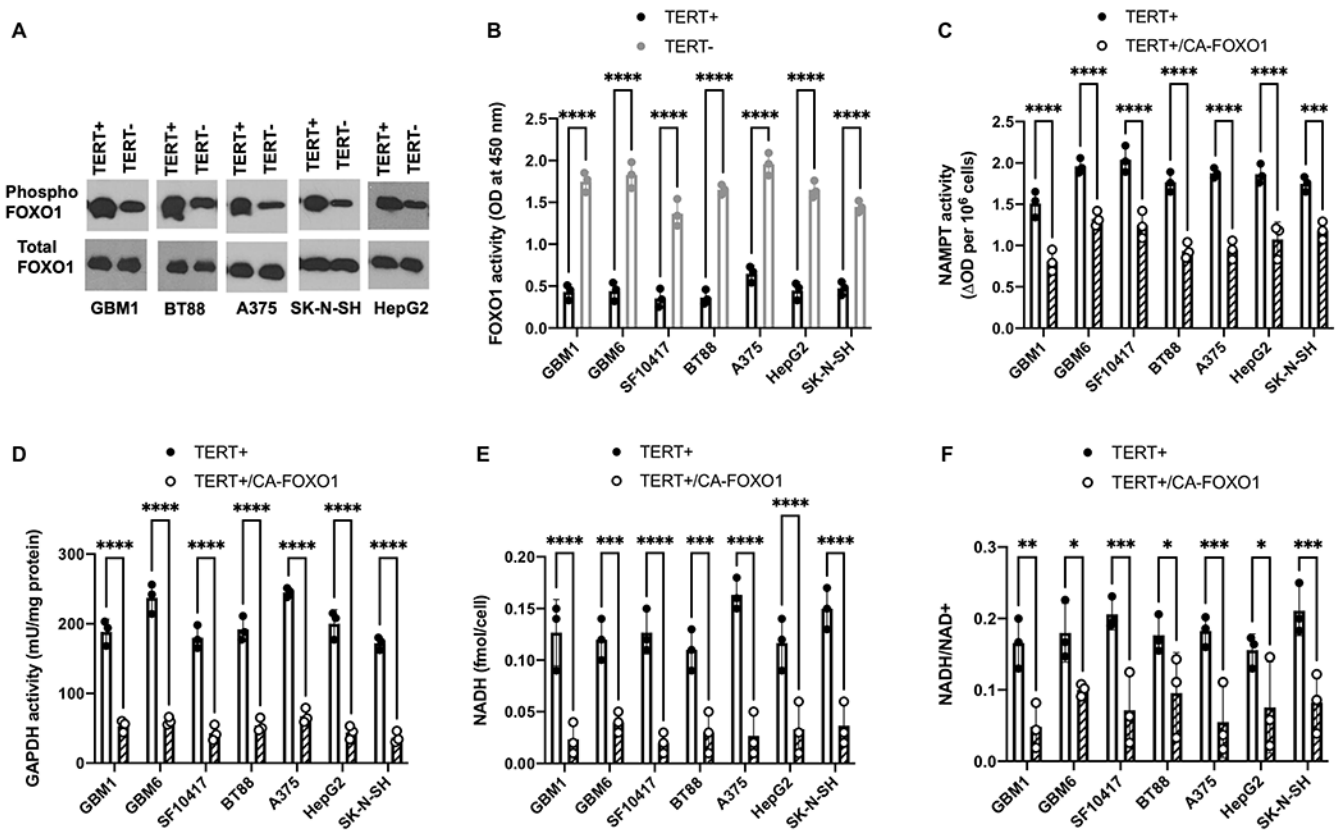 A
TERT+ TERT- TERT+ TERT- TERT+ TERT- TERT+ TERT- TERT+ TERT-
Phospho
FOXO1
Total
FOXO1
GBM1 BT88 A375 SK-N-SH HepG2
B
TERT+
TERT-
**** **** **** **** **** **** ****
FOXO1 activity (OD at 450 nm)
2.5
2.0
1.5
1.0
0.5
0.0
GBM1 GBM6 SF10417 BT88 A375 HepG2 SK-N-SH
C
TERT+
TERT+/CA-FOXO1
**** **** **** **** **** **** ***
NAMPT activity
(ΔOD per 10⁶ cells)
2.5
2.0
1.5
1.0
0.5
0.0
GBM1 GBM6 SF10417 BT88 A375 HepG2 SK-N-SH
D
TERT+
TERT+/CA-FOXO1
**** **** **** **** **** **** ****
GAPDH activity (mU/mg protein)
300
200
100
0
GBM1 GBM6 SF10417 BT88 A375 HepG2 SK-N-SH
E
TERT+
TERT+/CA-FOXO1
**** *** **** *** **** **** ****
NADH (fmol/cell)
0.20
0.15
0.10
0.05
0.00
GBM1 GBM6 SF10417 BT88 A375 HepG2 SK-N-SH
F
TERT+
TERT+/CA-FOXO1
** * *** * *** * ***
NADH/NAD+
0.3
0.2
0.1
0.0
GBM1 GBM6 SF10417 BT88 A375 HepG2 SK-N-SH